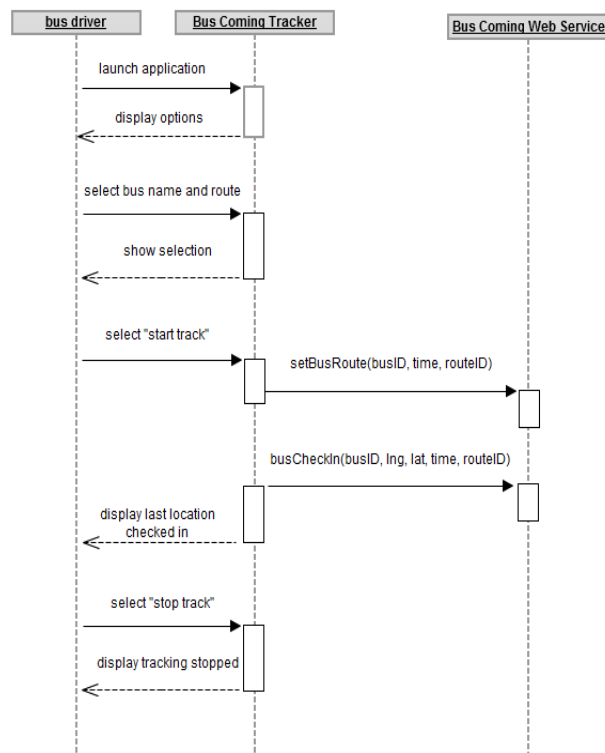 bus driver
Bus Coming Tracker
Bus Coming Web Service
launch application
display options
select bus name and route
show selection
select "start track"
setBusRoute(busID, time, routeID)
busCheckIn(busID, lng, lat, time, routeID)
display last location
checked in
select "stop track"
display tracking stopped